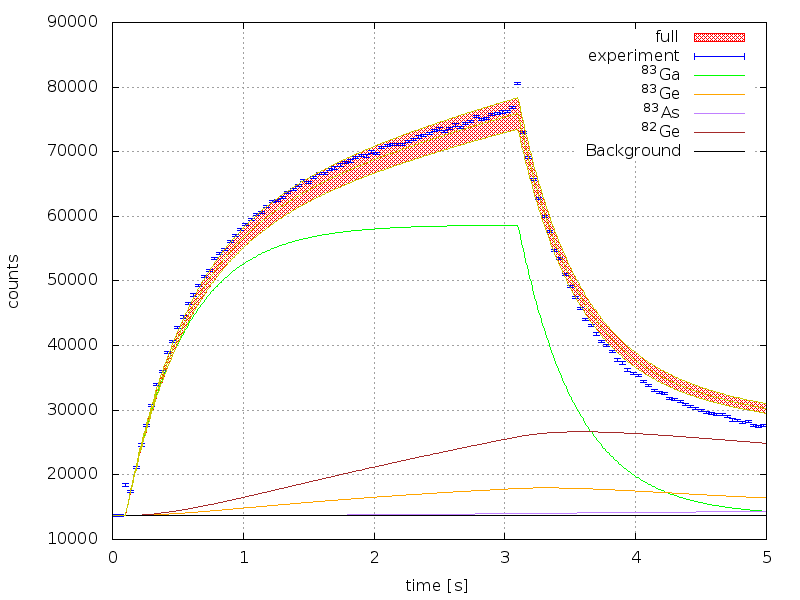 90000
80000
70000
60000
50000
40000
30000
20000
10000
counts
0
1
2
3
4
5
time [s]
full
experiment
⁸³Ga
⁸³Ge
⁸³As
⁸²Ge
Background